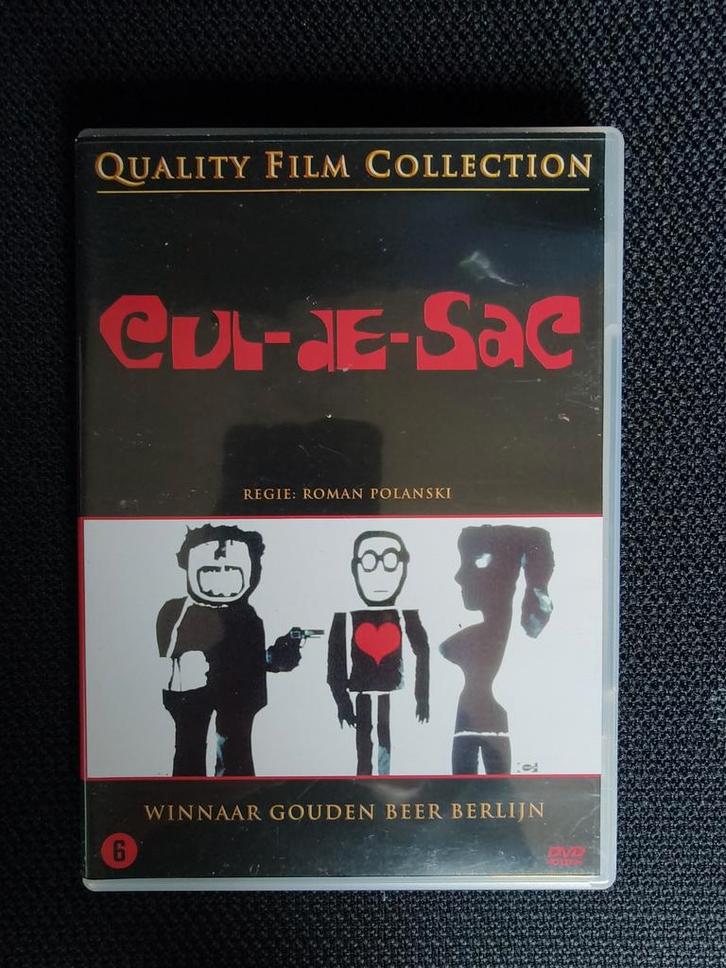 QUALITY FILM COLLECTION
CUL-DE-SAC
REGIE: ROMAN POLANSKI
WINNAAR GOUDEN BEER BERLIJN
6
DVD